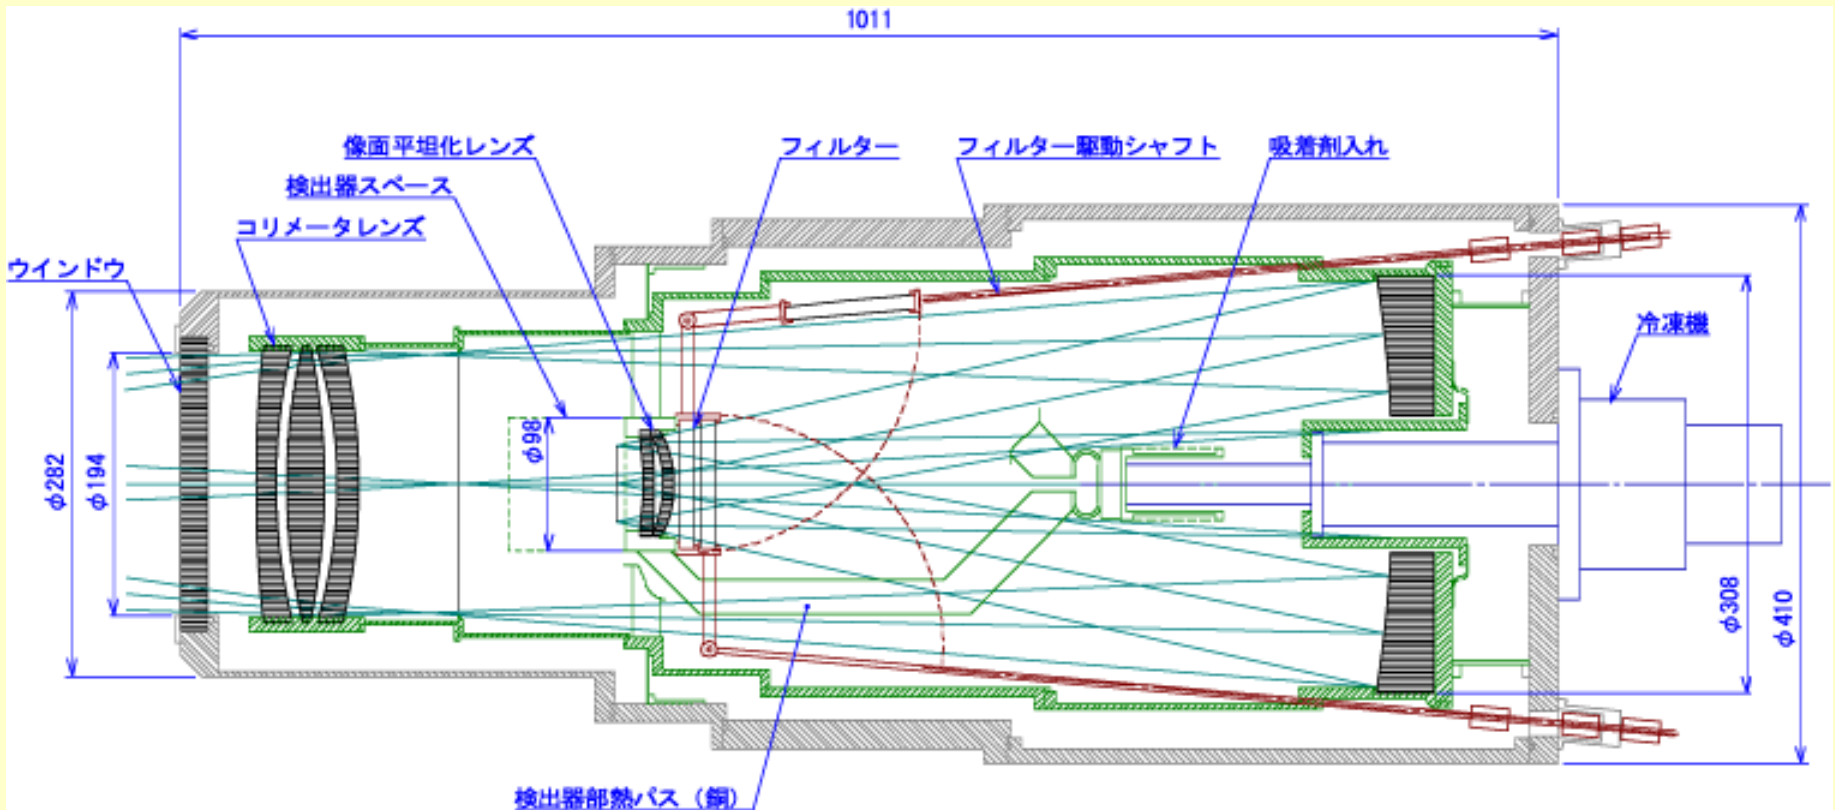 1011
像面平坦化レンズ
フィルター
フィルター駆動シャフト
吸着剤入れ
検出器スペース
コリメータレンズ
ウインドウ
冷凍機
φ282
φ194
φ98
φ308
φ410
検出器部熱パス（銅）